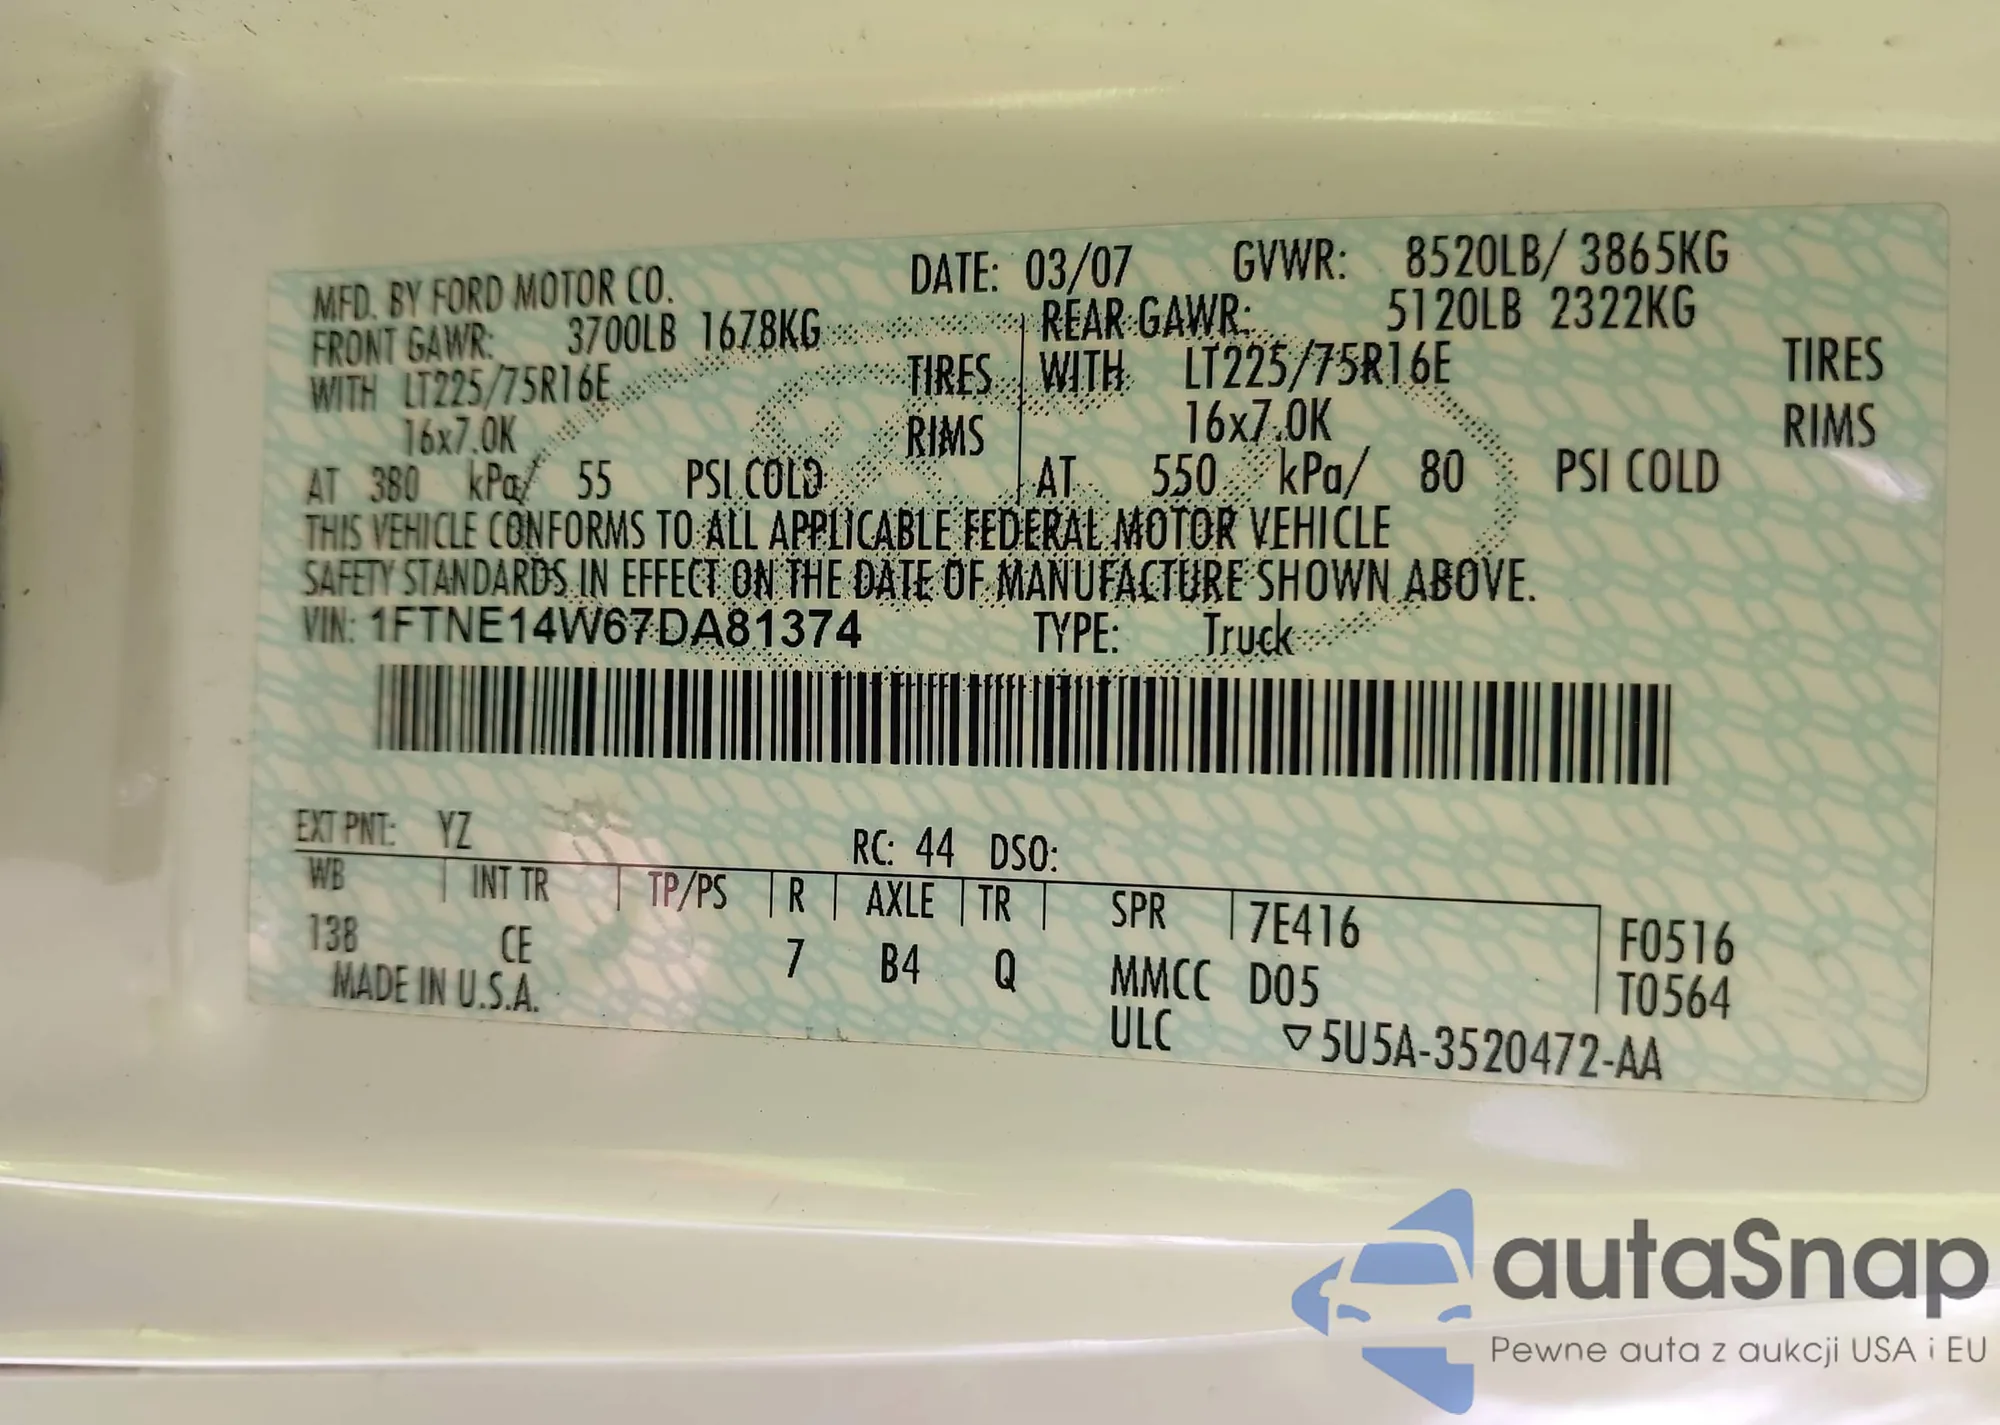 MFD. BY FORD MOTOR CO. DATE: 03/07 GVWR: 8520LB/ 3865KG
FRONT GAWR: 3700LB 1678KG REAR GAWR: 5120LB 2322KG
WITH LT225/75R16E TIRES WITH LT225/75R16E TIRES
16x7.0K RIMS 16x7.0K RIMS
AT 380 kPa/ 55 PSI COLD AT 550 kPa/ 80 PSI COLD
THIS VEHICLE CONFORMS TO ALL APPLICABLE FEDERAL MOTOR VEHICLE
SAFETY STANDARDS IN EFFECT ON THE DATE OF MANUFACTURE SHOWN ABOVE.
VIN: 1FTNE14W67DA81374 TYPE: Truck
EXT PNT: YZ RC: 44 DSO:
WB INT TR TP/PS R AXLE TR SPR 7E416 F0516
138 CE 7 B4 Q MMCC D05 T0564
MADE IN U.S.A. ULC ▽5U5A-3520472-AA
autaSnap
Pewne auta z aukcji USA i EU